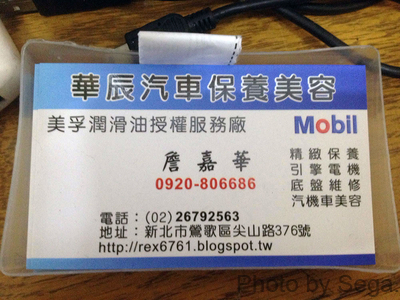 華辰汽車保養美容
美孚潤滑油授權服務廠
Mobil
詹嘉華
0920-806686
精緻保養
引擎電機
底盤維修
汽機車美容
電話：(02) 26792563
地址：新北市鶯歌區尖山路376號
http://rex6761.blogspot.tw
Photo by Sega